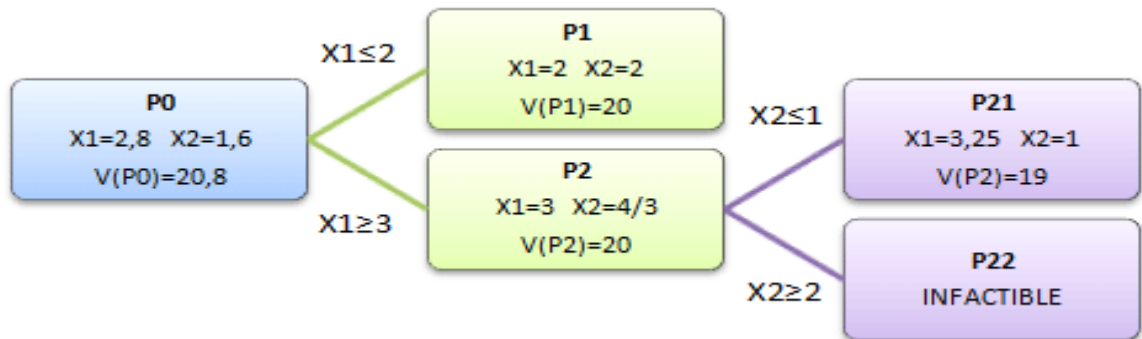 P0
X1=2,8 X2=1,6
V(P0)=20,8
X1≤2
X1≥3
P1
X1=2 X2=2
V(P1)=20
P2
X1=3 X2=4/3
V(P2)=20
X2≤1
X2≥2
P21
X1=3,25 X2=1
V(P2)=19
P22
INFACTIBLE